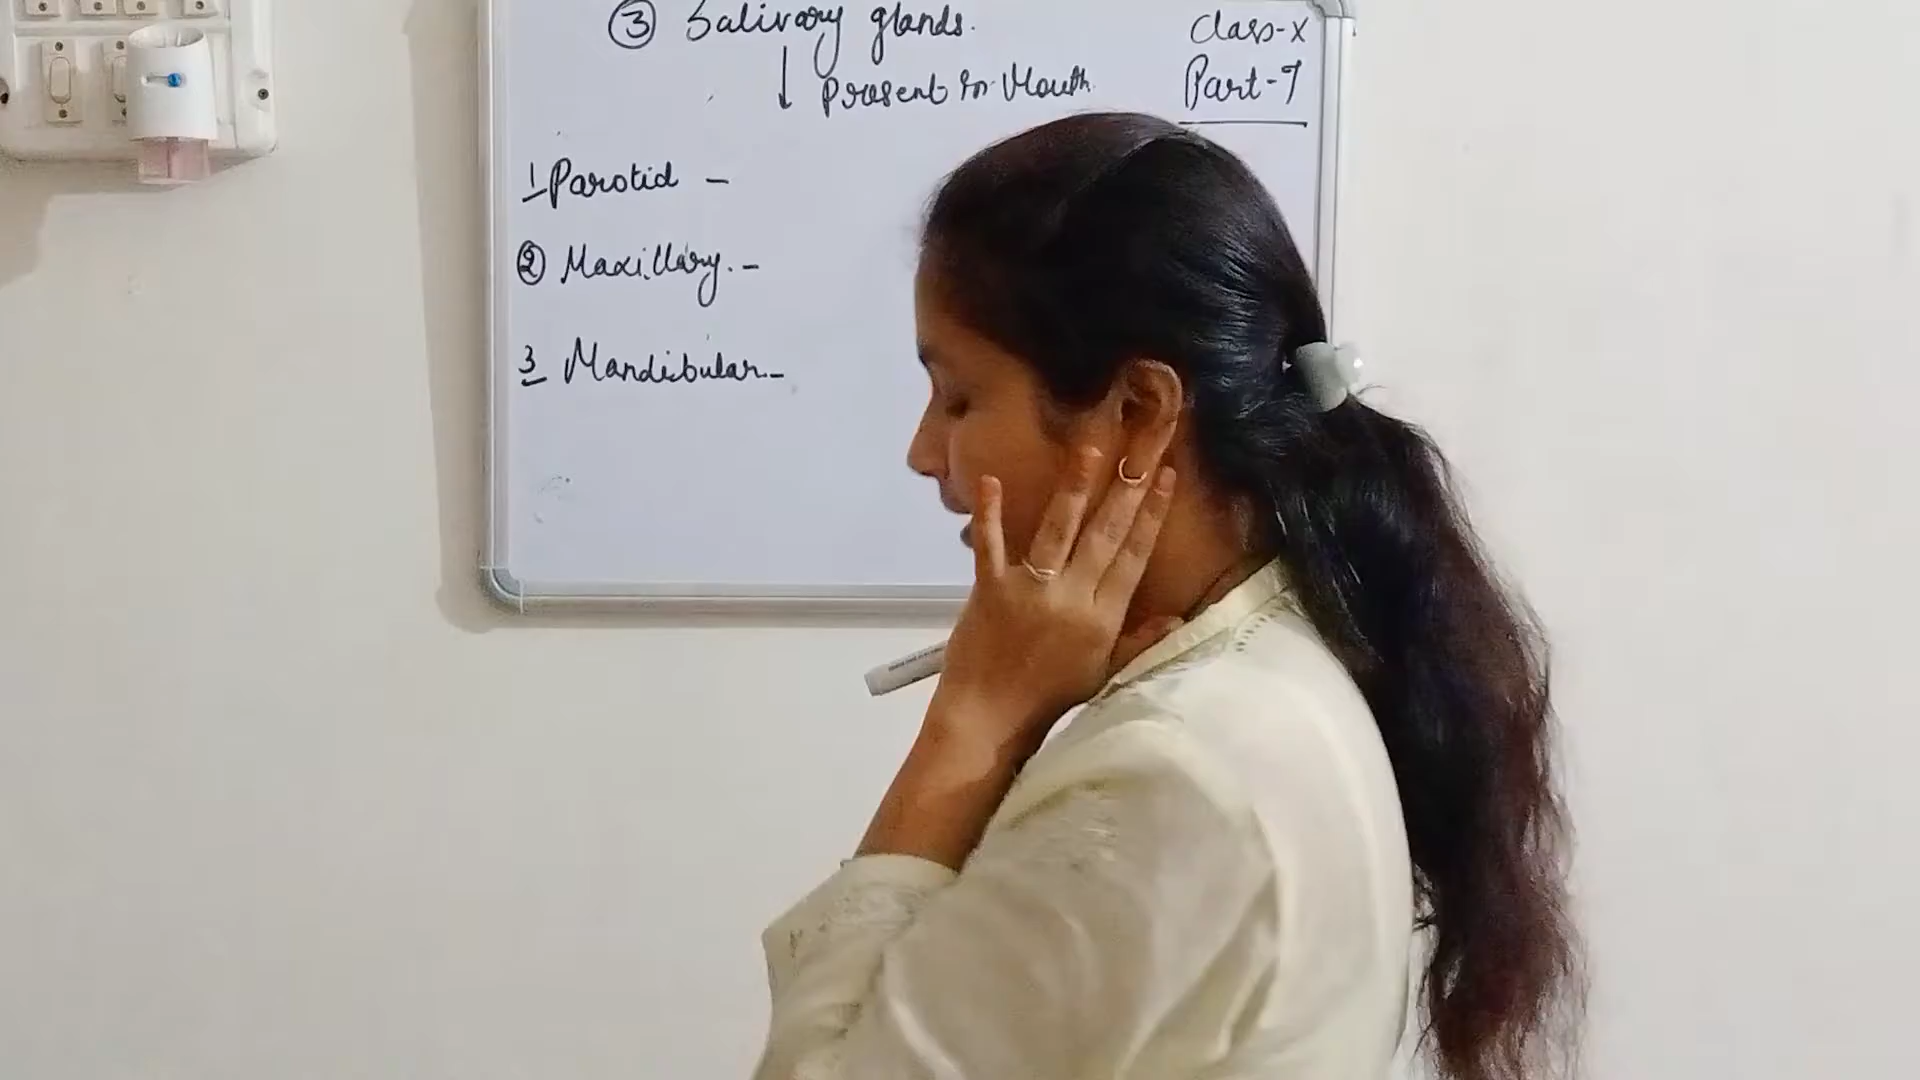 ③ Salivary glands.
Class-X
↓ Present in Mouth.
Part-7
1 Parotid -
② Maxillary. -
3 Mandibular. -